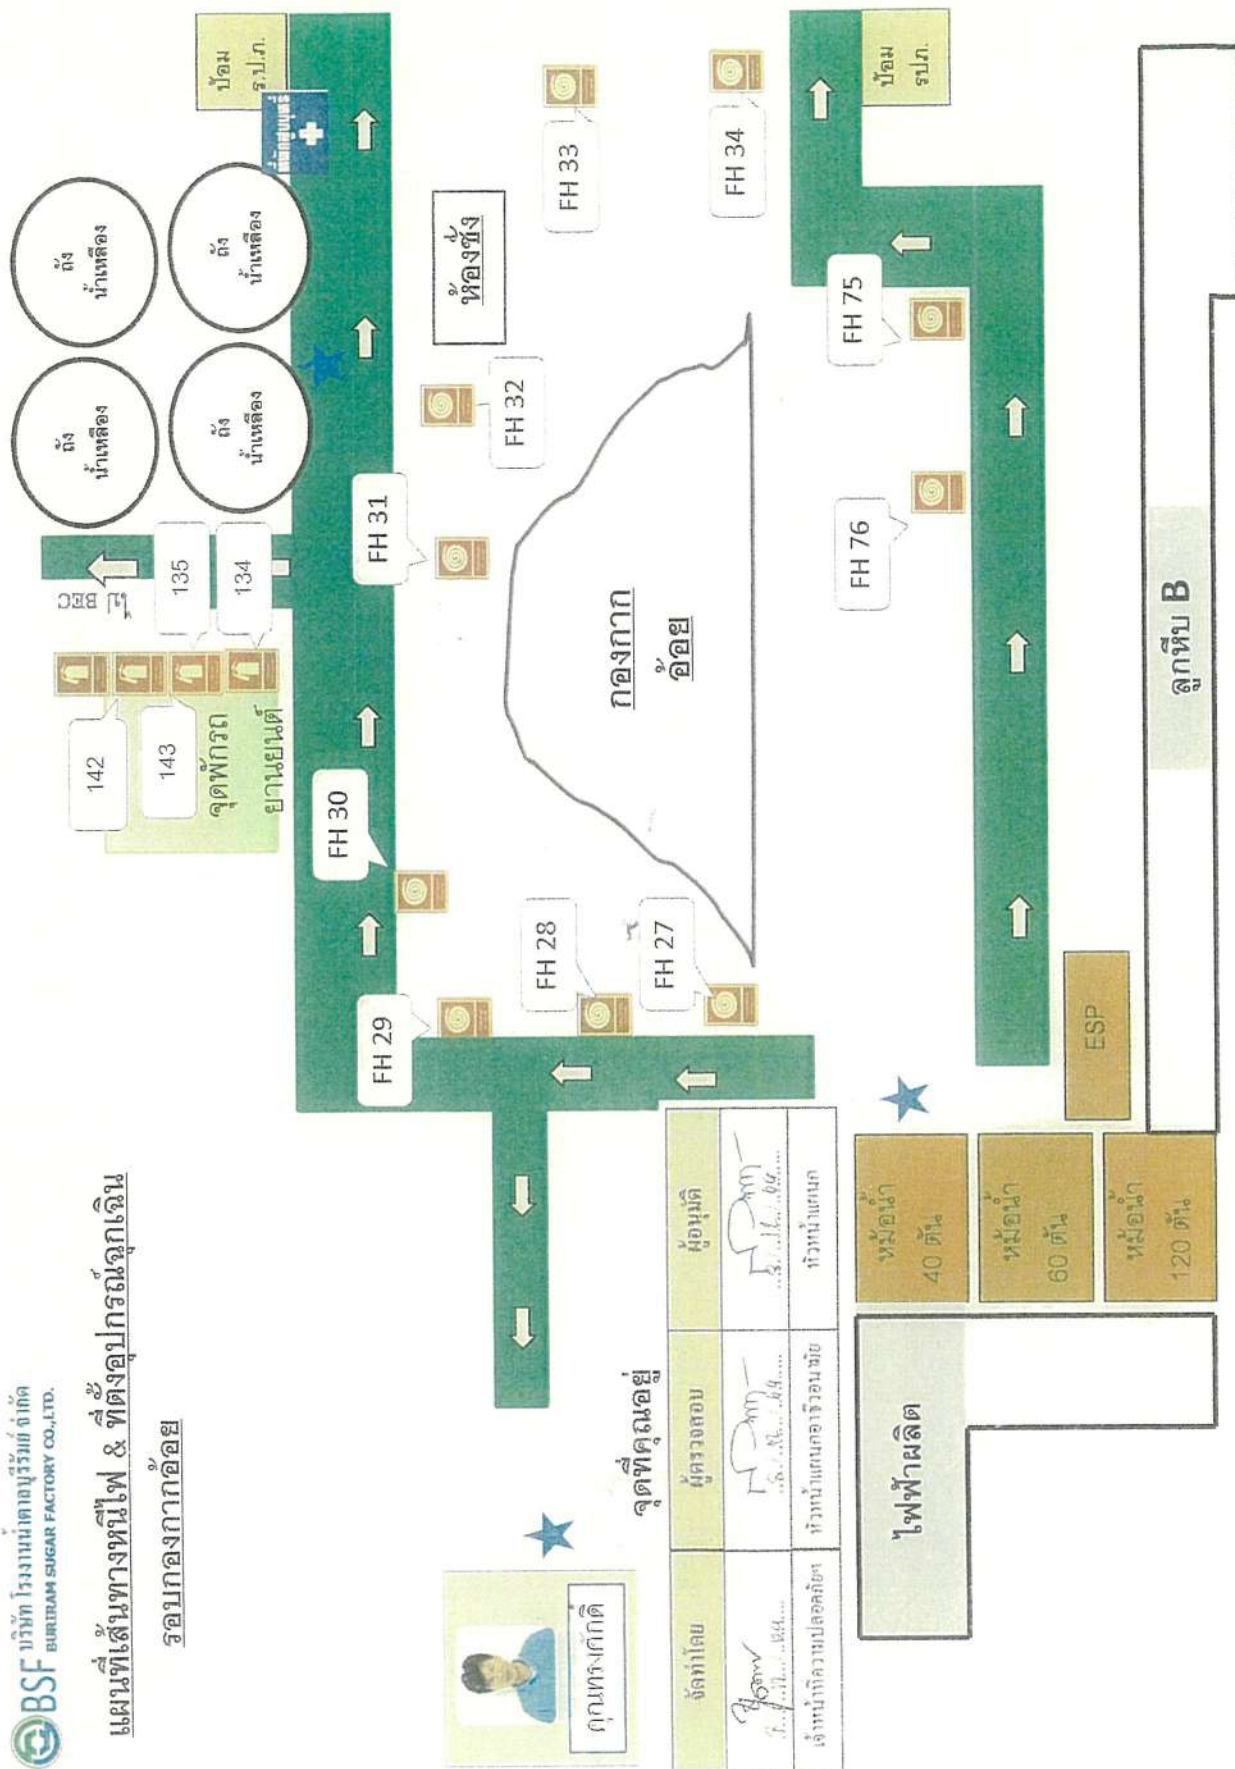 BSF บริษัท โรงงานน้ำตาลบุรีรัมย์ จำกัด
BURIRAM SUGAR FACTORY CO.,LTD.
แผนที่เส้นทางหนีไฟ & ที่ตั้งอุปกรณ์ฉุกเฉิน
รอบกองกากอ้อย
ไป BEC
142
143
135
134
จุดพักรถ
ยานยนต์
ถัง
น้ำเหลือง
ถัง
น้ำเหลือง
ถัง
น้ำเหลือง
ถัง
น้ำเหลือง
ป้อม
ร.ป.ภ.
FH 29
FH 30
FH 31
FH 32
ห้องชั่ง
FH 33
FH 28
FH 27
FH 34
กองกาก
อ้อย
คุณทรงศักดิ์
จุดที่คุณอยู่
จัดทำโดย
ผู้ตรวจสอบ
ผู้อนุมัติ
เจ้าหน้าที่ความปลอดภัยฯ
หัวหน้าแผนกอาชีวอนามัย
หัวหน้าแผนก
FH 76
FH 75
ป้อม
รปภ.
ไฟฟ้าผลิต
หม้อน้ำ
40 ตัน
หม้อน้ำ
60 ตัน
หม้อน้ำ
120 ตัน
ESP
ลูกหีบ B